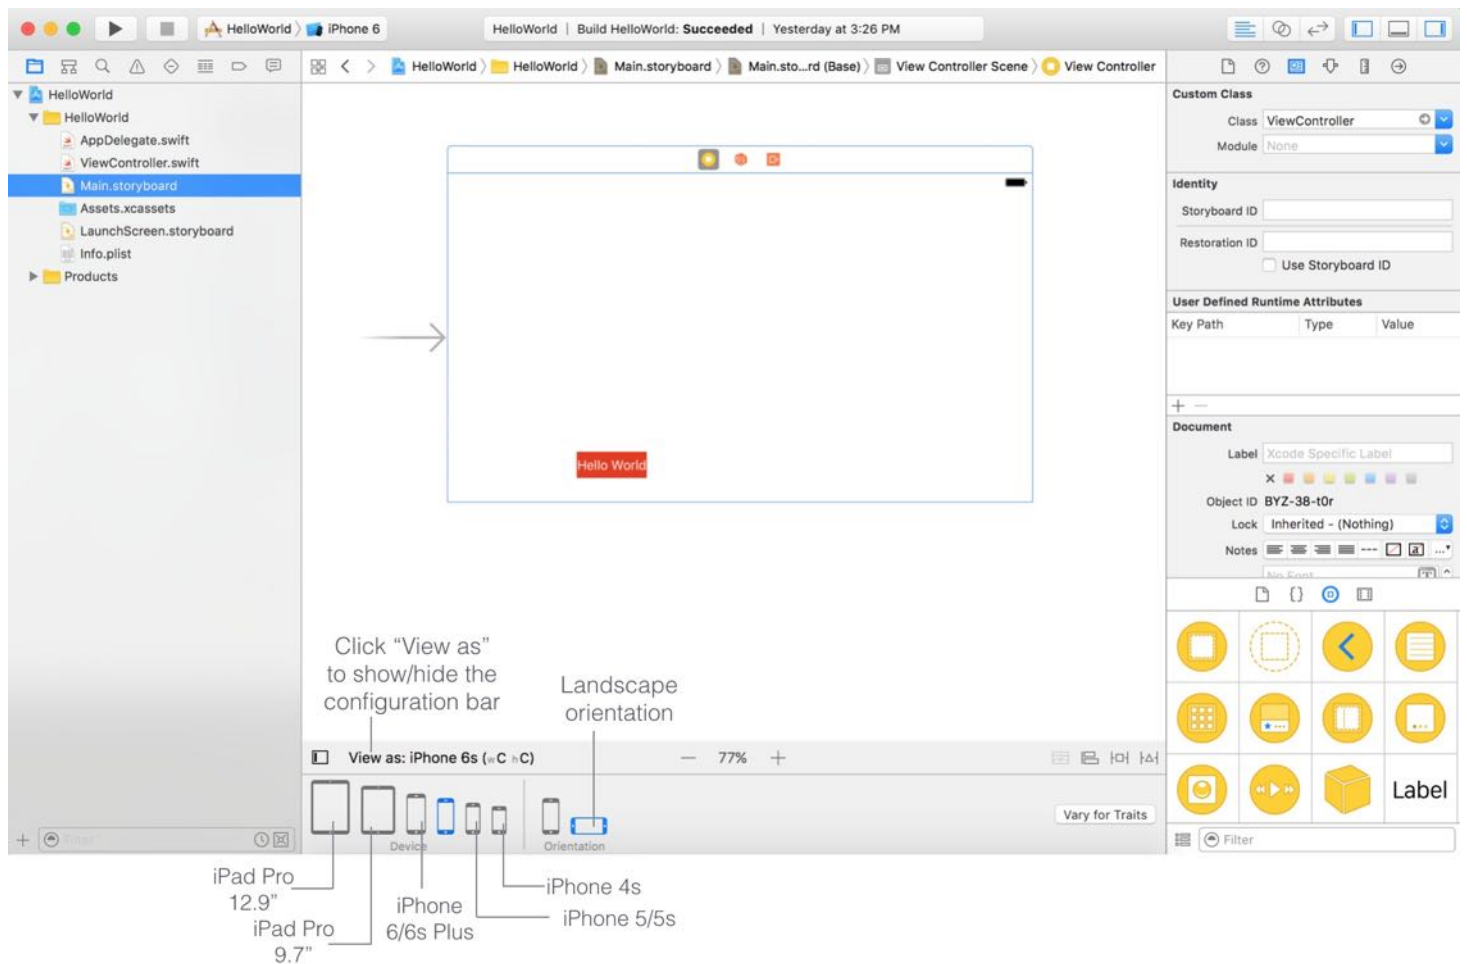 HelloWorld
iPhone 6
HelloWorld | Build HelloWorld: Succeeded | Yesterday at 3:26 PM
HelloWorld
HelloWorld
AppDelegate.swift
ViewController.swift
Main.storyboard
Assets.xcassets
LaunchScreen.storyboard
Info.plist
Products
Filter
HelloWorld
HelloWorld
Main.storyboard
Main.sto...rd (Base)
View Controller Scene
View Controller
Hello World
Click “View as”
to show/hide the
configuration bar
Landscape
orientation
View as: iPhone 6s (wC hC)
77%
Device
Orientation
Vary for Traits
iPad Pro
12.9”
iPad Pro
9.7”
iPhone
6/6s Plus
iPhone 4s
iPhone 5/5s
Custom Class
Class ViewController
Module None
Identity
Storyboard ID
Restoration ID
Use Storyboard ID
User Defined Runtime Attributes
Key Path Type Value
Document
Label Xcode Specific Label
Object ID BYZ-38-t0r
Lock Inherited - (Nothing)
Notes
No Font
Label
Filter